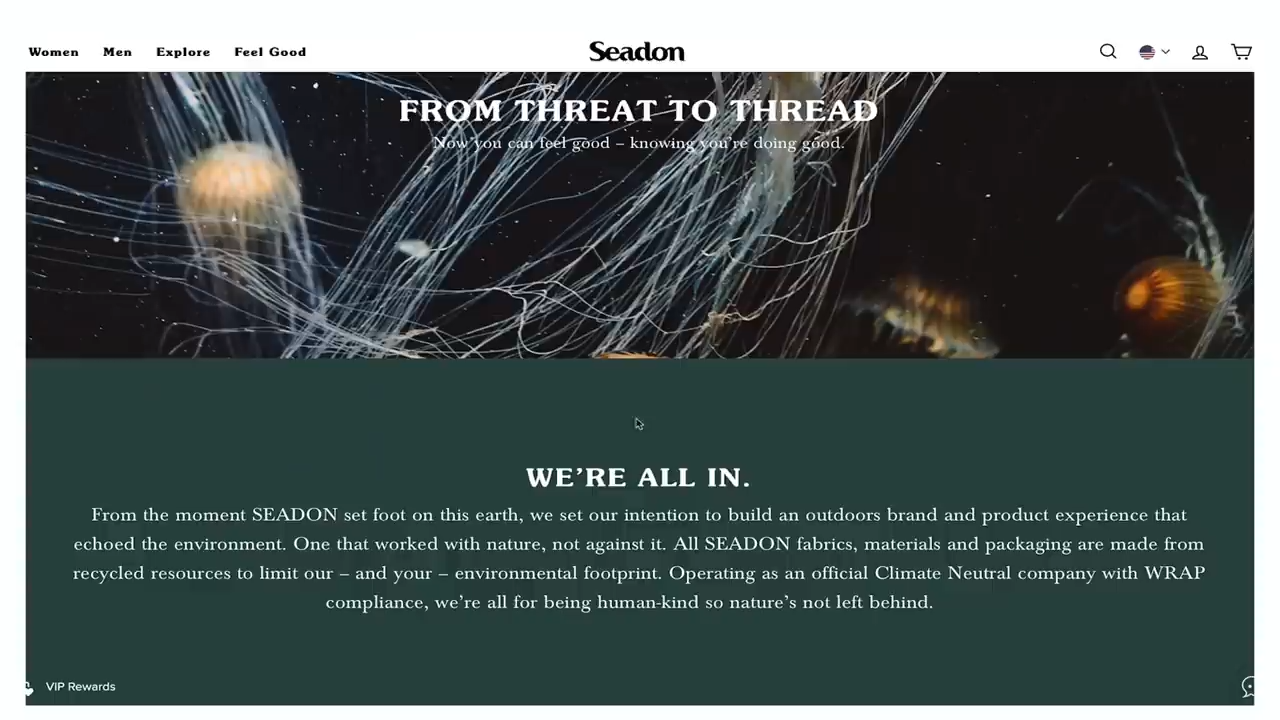 Women Men Explore Feel Good
Seadon
FROM THREAT TO THREAD
Now you can feel good – knowing you're doing good.
WE'RE ALL IN.
From the moment SEADON set foot on this earth, we set our intention to build an outdoors brand and product experience that
echoed the environment. One that worked with nature, not against it. All SEADON fabrics, materials and packaging are made from
recycled resources to limit our – and your – environmental footprint. Operating as an official Climate Neutral company with WRAP
compliance, we're all for being human-kind so nature's not left behind.
VIP Rewards